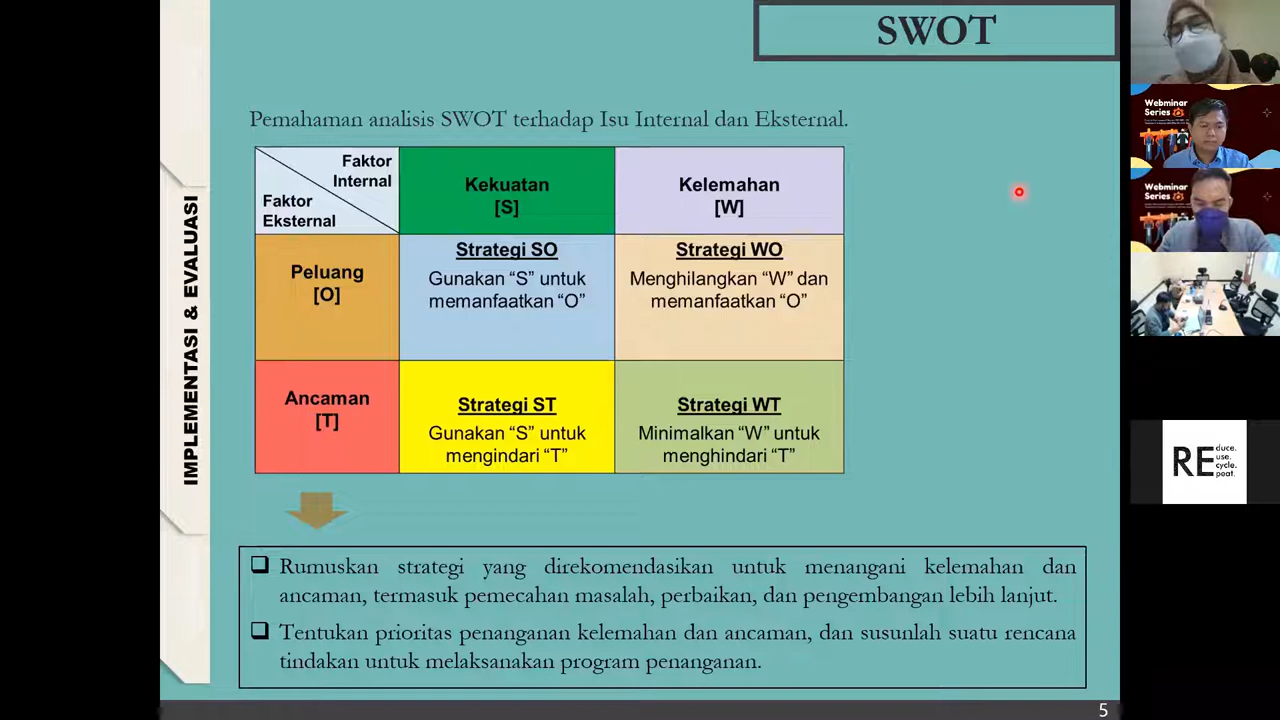 SWOT
Pemahaman analisis SWOT terhadap Isu Internal dan Eksternal.
Faktor
Internal
Faktor
Eksternal
Kekuatan
[S]
Kelemahan
[W]
Peluang
[O]
Strategi SO
Gunakan “S” untuk
memanfaatkan “O”
Strategi WO
Menghilangkan “W” dan
memanfaatkan “O”
Ancaman
[T]
Strategi ST
Gunakan “S” untuk
mengindari “T”
Strategi WT
Minimalkan “W” untuk
menghindari “T”
IMPLEMENTASI & EVALUASI
Rumuskan strategi yang direkomendasikan untuk menangani kelemahan dan
ancaman, termasuk pemecahan masalah, perbaikan, dan pengembangan lebih lanjut.
Tentukan prioritas penanganan kelemahan dan ancaman, dan susunlah suatu rencana
tindakan untuk melaksanakan program penanganan.
5
Webminar
Series
Webminar
Series
REduce.
use.
cycle.
peat.